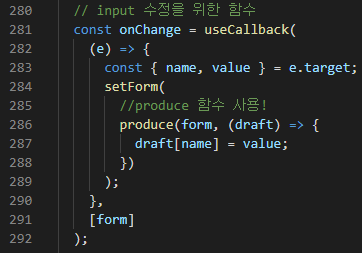 280 // input 수정을 위한 함수
281 const onChange = useCallback(
282 (e) => {
283 const { name, value } = e.target;
284 setForm(
285 //produce 함수 사용!
286 produce(form, (draft) => {
287 draft[name] = value;
288 })
289 );
290 },
291 [form]
292 );